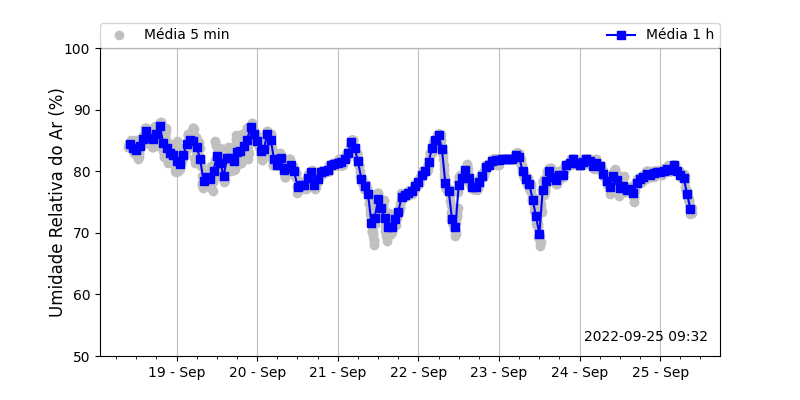 Média 5 min
Média 1 h
Umidade Relativa do Ar (%)
100
90
80
70
60
50
2022-09-25 09:32
19 - Sep
20 - Sep
21 - Sep
22 - Sep
23 - Sep
24 - Sep
25 - Sep